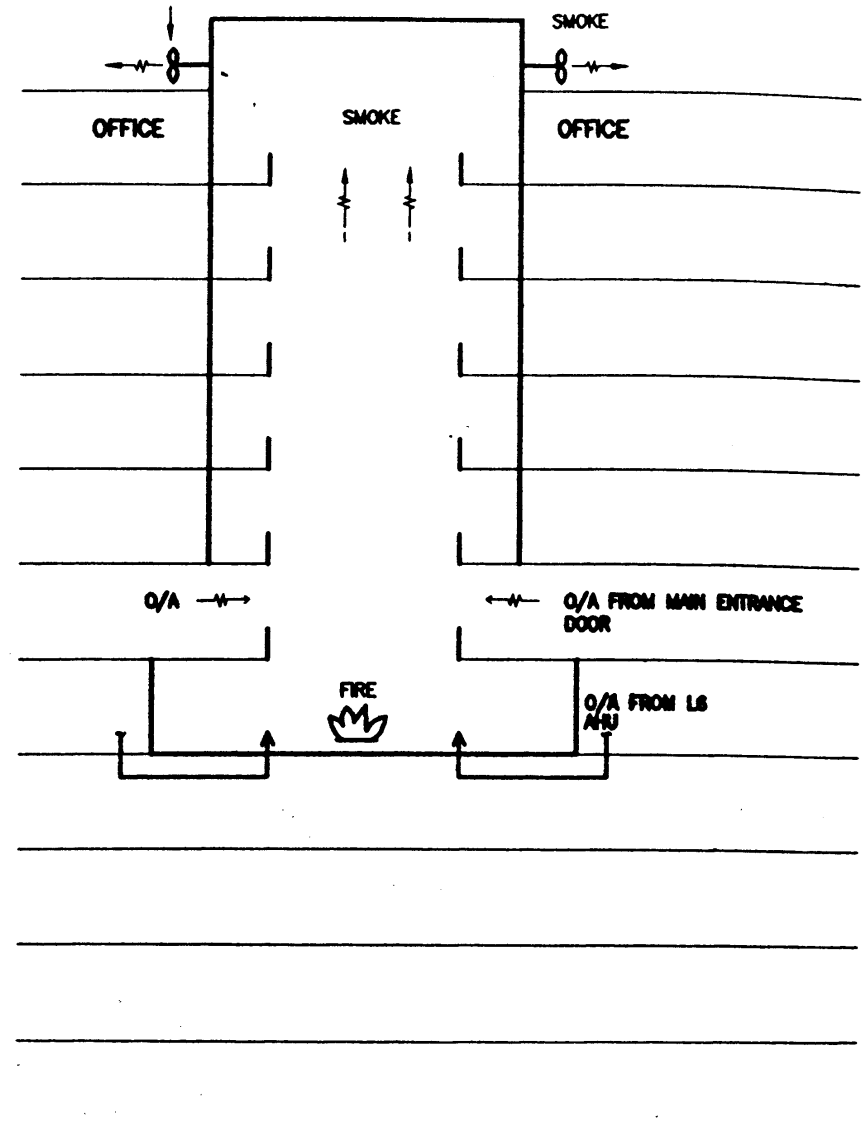 SMOKE
OFFICE
SMOKE
OFFICE
O/A
O/A FROM MAIN ENTRANCE
DOOR
FIRE
O/A FROM L6
AHU